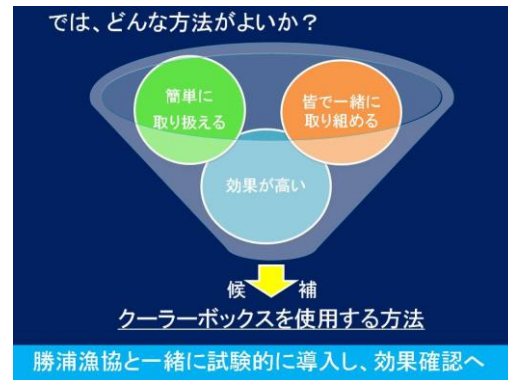 では、どんな方法がよいか？
簡単に
取り扱える
皆で一緒に
取り組める
効果が高い
候補
クーラーボックスを使用する方法
勝浦漁協と一緒に試験的に導入し、効果確認へ